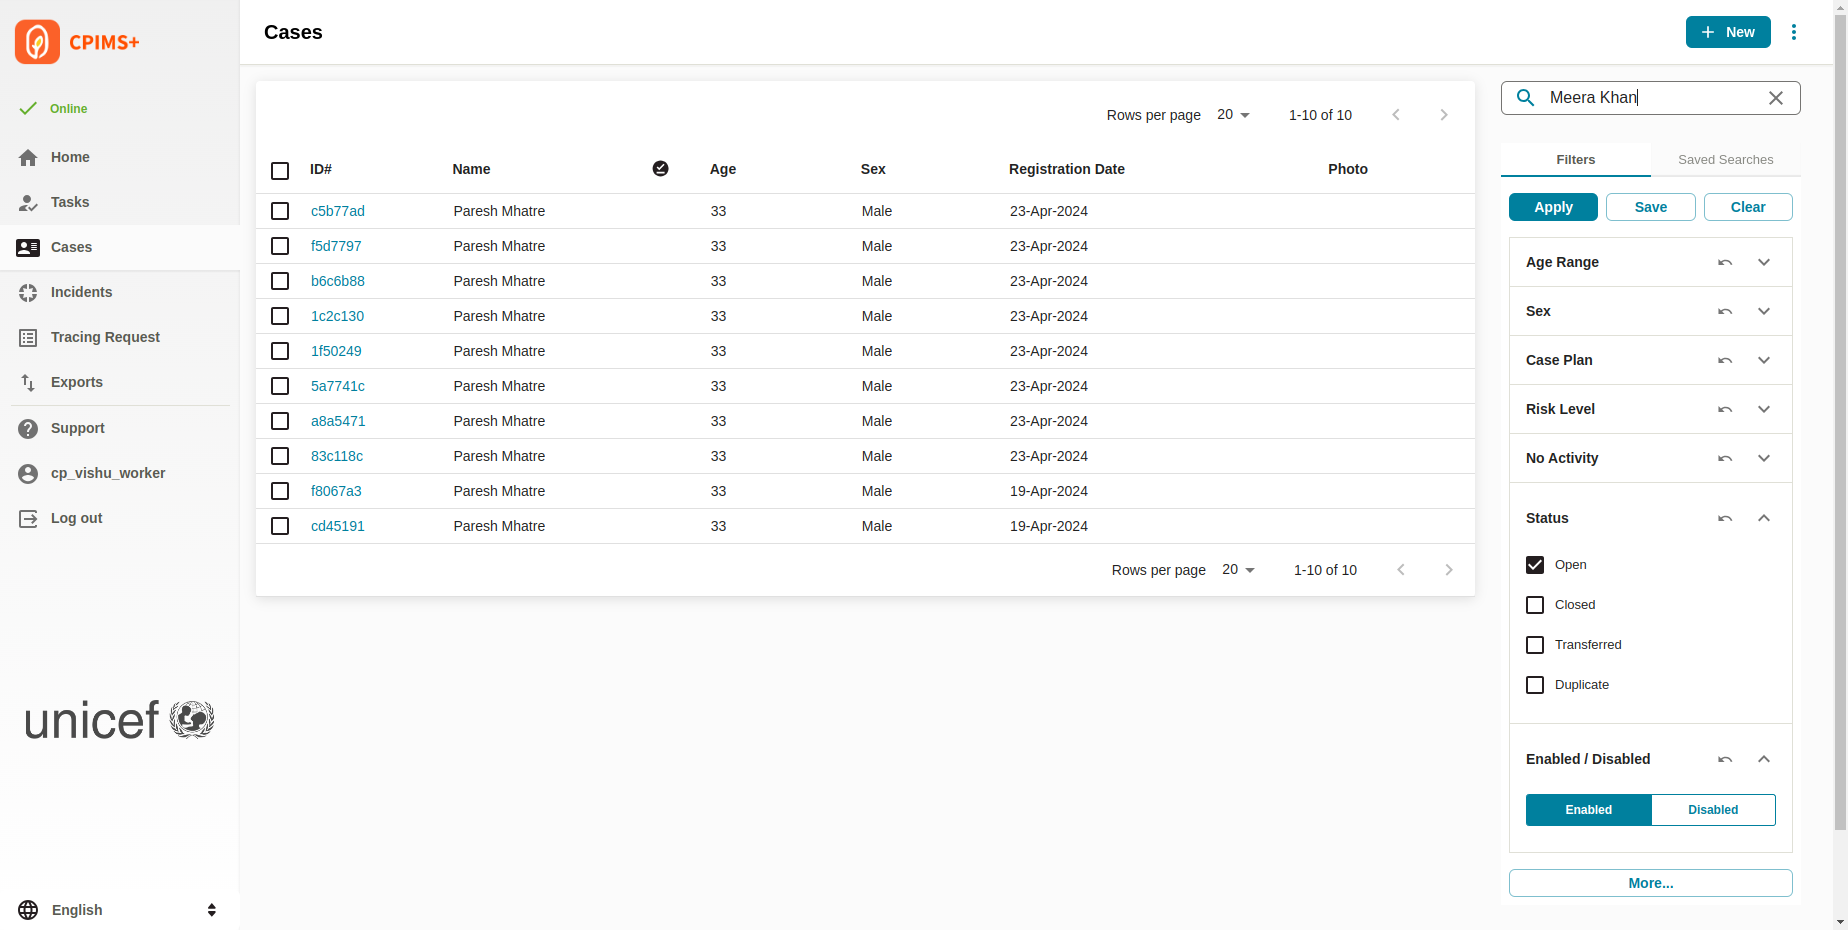 CPIMS+
Online
Home
Tasks
Cases
Incidents
Tracing Request
Exports
Support
cp_vishu_worker
Log out
unicef
English
Cases
New
Rows per page 20 1-10 of 10
ID# Name Age Sex Registration Date Photo
c5b77ad Paresh Mhatre 33 Male 23-Apr-2024
f5d7797 Paresh Mhatre 33 Male 23-Apr-2024
b6c6b88 Paresh Mhatre 33 Male 23-Apr-2024
1c2c130 Paresh Mhatre 33 Male 23-Apr-2024
1f50249 Paresh Mhatre 33 Male 23-Apr-2024
5a7741c Paresh Mhatre 33 Male 23-Apr-2024
a8a5471 Paresh Mhatre 33 Male 23-Apr-2024
83c118c Paresh Mhatre 33 Male 23-Apr-2024
f8067a3 Paresh Mhatre 33 Male 19-Apr-2024
cd45191 Paresh Mhatre 33 Male 19-Apr-2024
Rows per page 20 1-10 of 10
Meera Khan
Filters Saved Searches
Apply Save Clear
Age Range
Sex
Case Plan
Risk Level
No Activity
Status
Open
Closed
Transferred
Duplicate
Enabled / Disabled
Enabled Disabled
More...